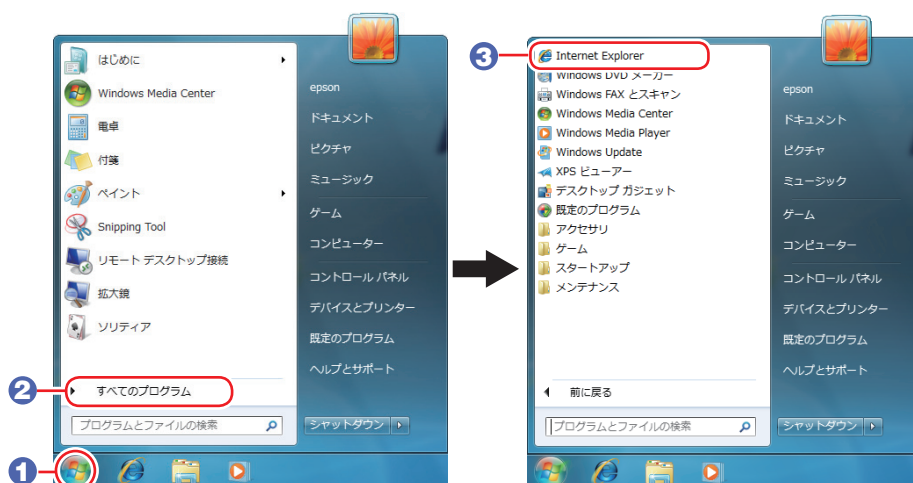 はじめに
Windows Media Center
電卓
付箋
ペイント
Snipping Tool
リモート デスクトップ接続
拡大鏡
ソリティア
2
すべてのプログラム
プログラムとファイルの検索
1
epson
ドキュメント
ピクチャ
ミュージック
ゲーム
コンピューター
コントロール パネル
デバイスとプリンター
既定のプログラム
ヘルプとサポート
シャットダウン
3
Internet Explorer
Windows DVD メーカー
Windows FAX とスキャン
Windows Media Center
Windows Media Player
Windows Update
XPS ビューアー
デスクトップ ガジェット
既定のプログラム
アクセサリ
ゲーム
スタートアップ
メンテナンス
前に戻る
プログラムとファイルの検索
epson
ドキュメント
ピクチャ
ミュージック
ゲーム
コンピューター
コントロール パネル
デバイスとプリンター
既定のプログラム
ヘルプとサポート
シャットダウン